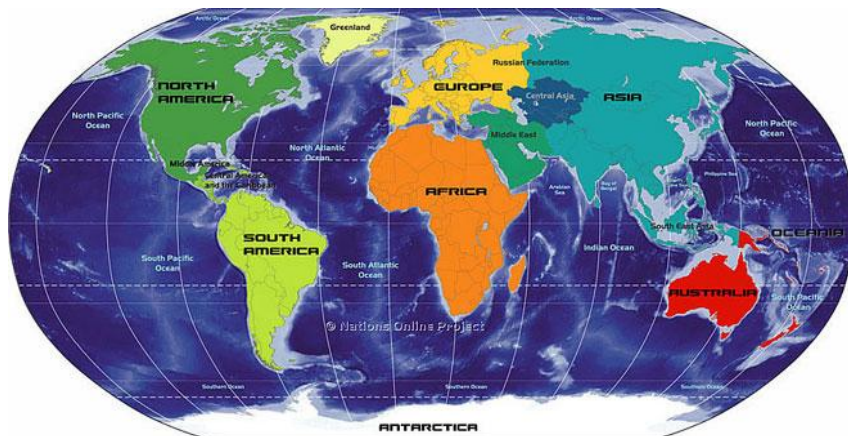 Arctic Ocean
Arctic Ocean
Greenland
Russian Federation
NORTH
AMERICA
EUROPE
Central Asia
ASIA
North Pacific
Ocean
North Pacific
Ocean
Middle East
North Atlantic
Ocean
Middle America
Central America
and the Caribbean
AFRICA
Arabian
Sea
Bay of
Bengal
Philippine Sea
South East Asia
OCEANIA
SOUTH
AMERICA
Indian Ocean
South Pacific
Ocean
South Atlantic
Ocean
AUSTRALIA
South Pacific
Ocean
© Nations Online Project
Southern Ocean
Southern Ocean
Southern Ocean
ANTARCTICA